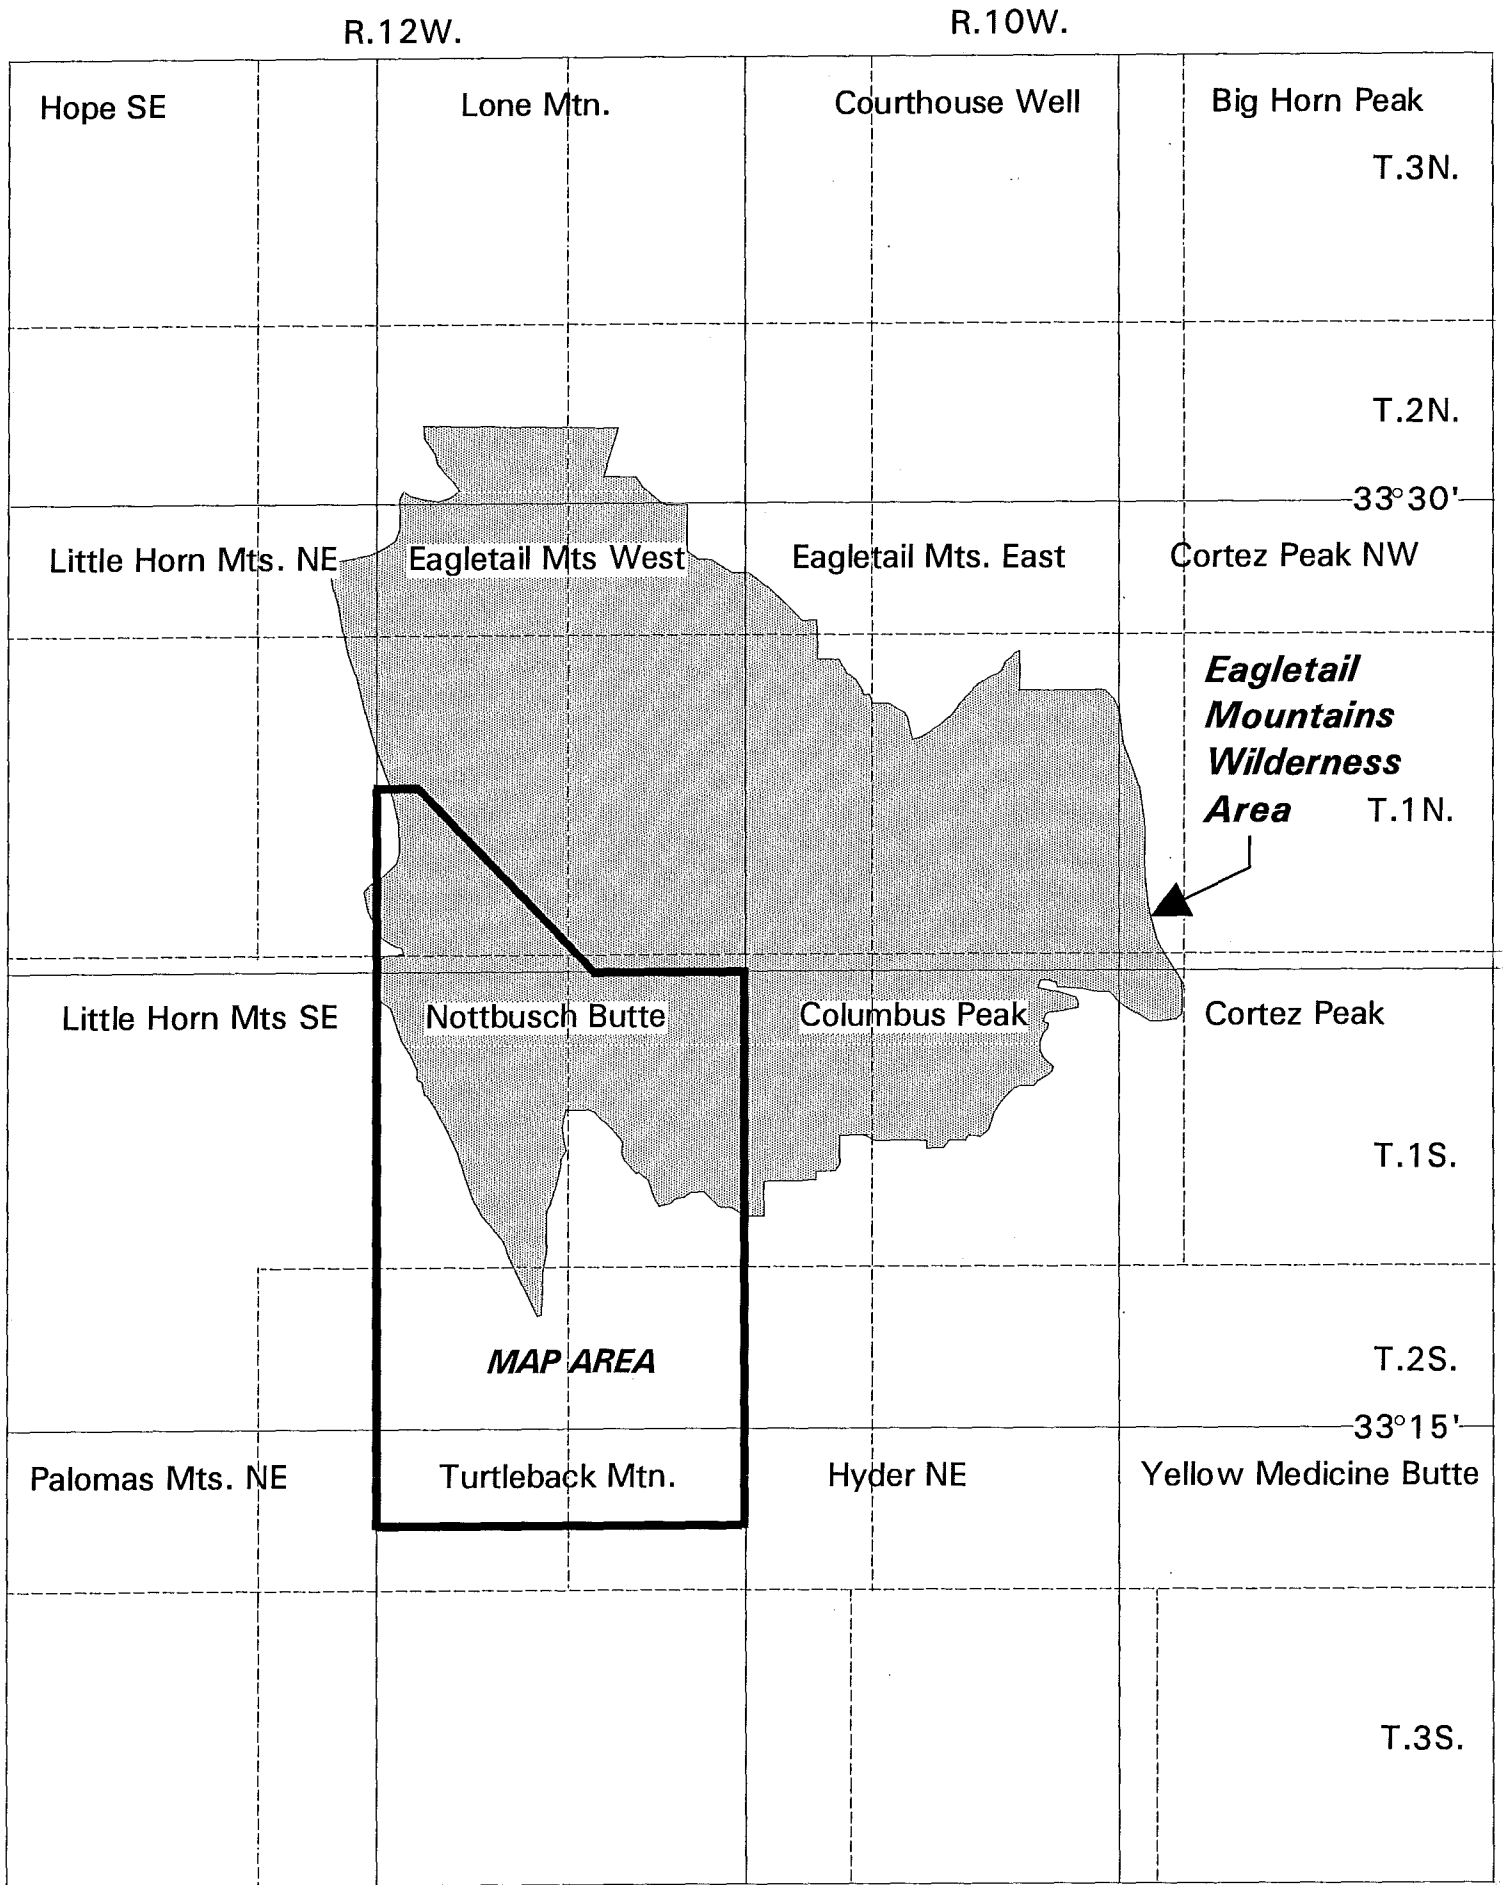 R.12W.
R.10W.
Hope SE
Lone Mtn.
Courthouse Well
Big Horn Peak
T.3N.
T.2N.
33°30'
Little Horn Mts. NE
Eagletail Mts West
Eagletail Mts. East
Cortez Peak NW
Eagletail
Mountains
Wilderness
Area
T.1N.
Little Horn Mts SE
Nottbusch Butte
Columbus Peak
Cortez Peak
T.1S.
MAP AREA
T.2S.
33°15'
Palomas Mts. NE
Turtleback Mtn.
Hyder NE
Yellow Medicine Butte
T.3S.